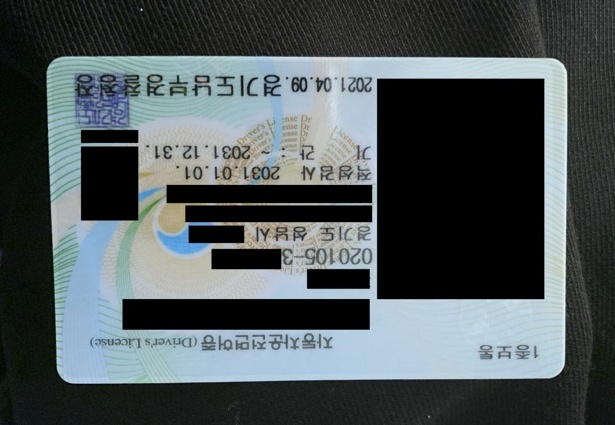 1종보통 자동차운전면허증 (Driver's License)
020105-3
경기도 성남시
적성검사 2031.01.01.
기 간 : ~ 2031.12.31.
2021.04.09. 경기도남부경찰청장